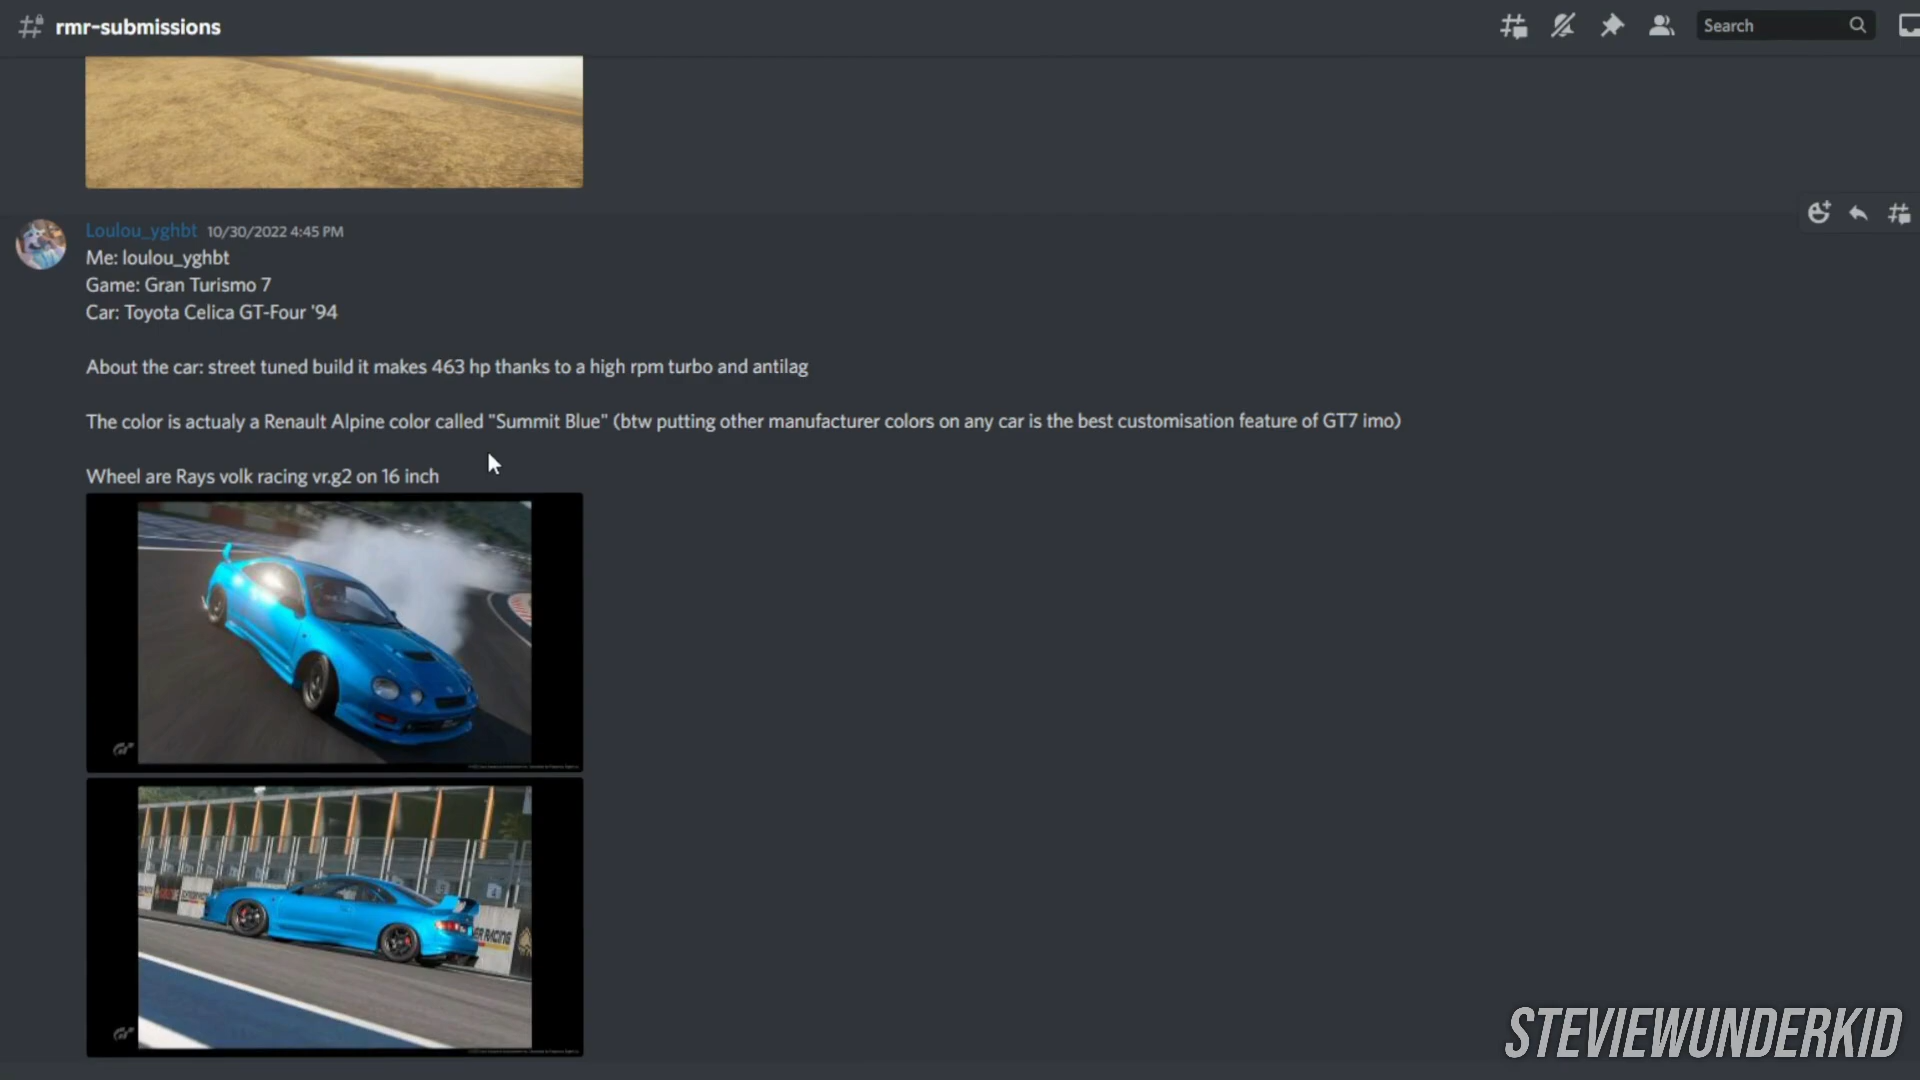 rmr-submissions
Search
Loulou_yghbt 10/30/2022 4:45 PM
Me: loulou_yghbt
Game: Gran Turismo 7
Car: Toyota Celica GT-Four '94
About the car: street tuned build it makes 463 hp thanks to a high rpm turbo and antilag
The color is actualy a Renault Alpine color called "Summit Blue" (btw putting other manufacturer colors on any car is the best customisation feature of GT7 imo)
Wheel are Rays volk racing vr.g2 on 16 inch
RACING
STEVIEWUNDERKID